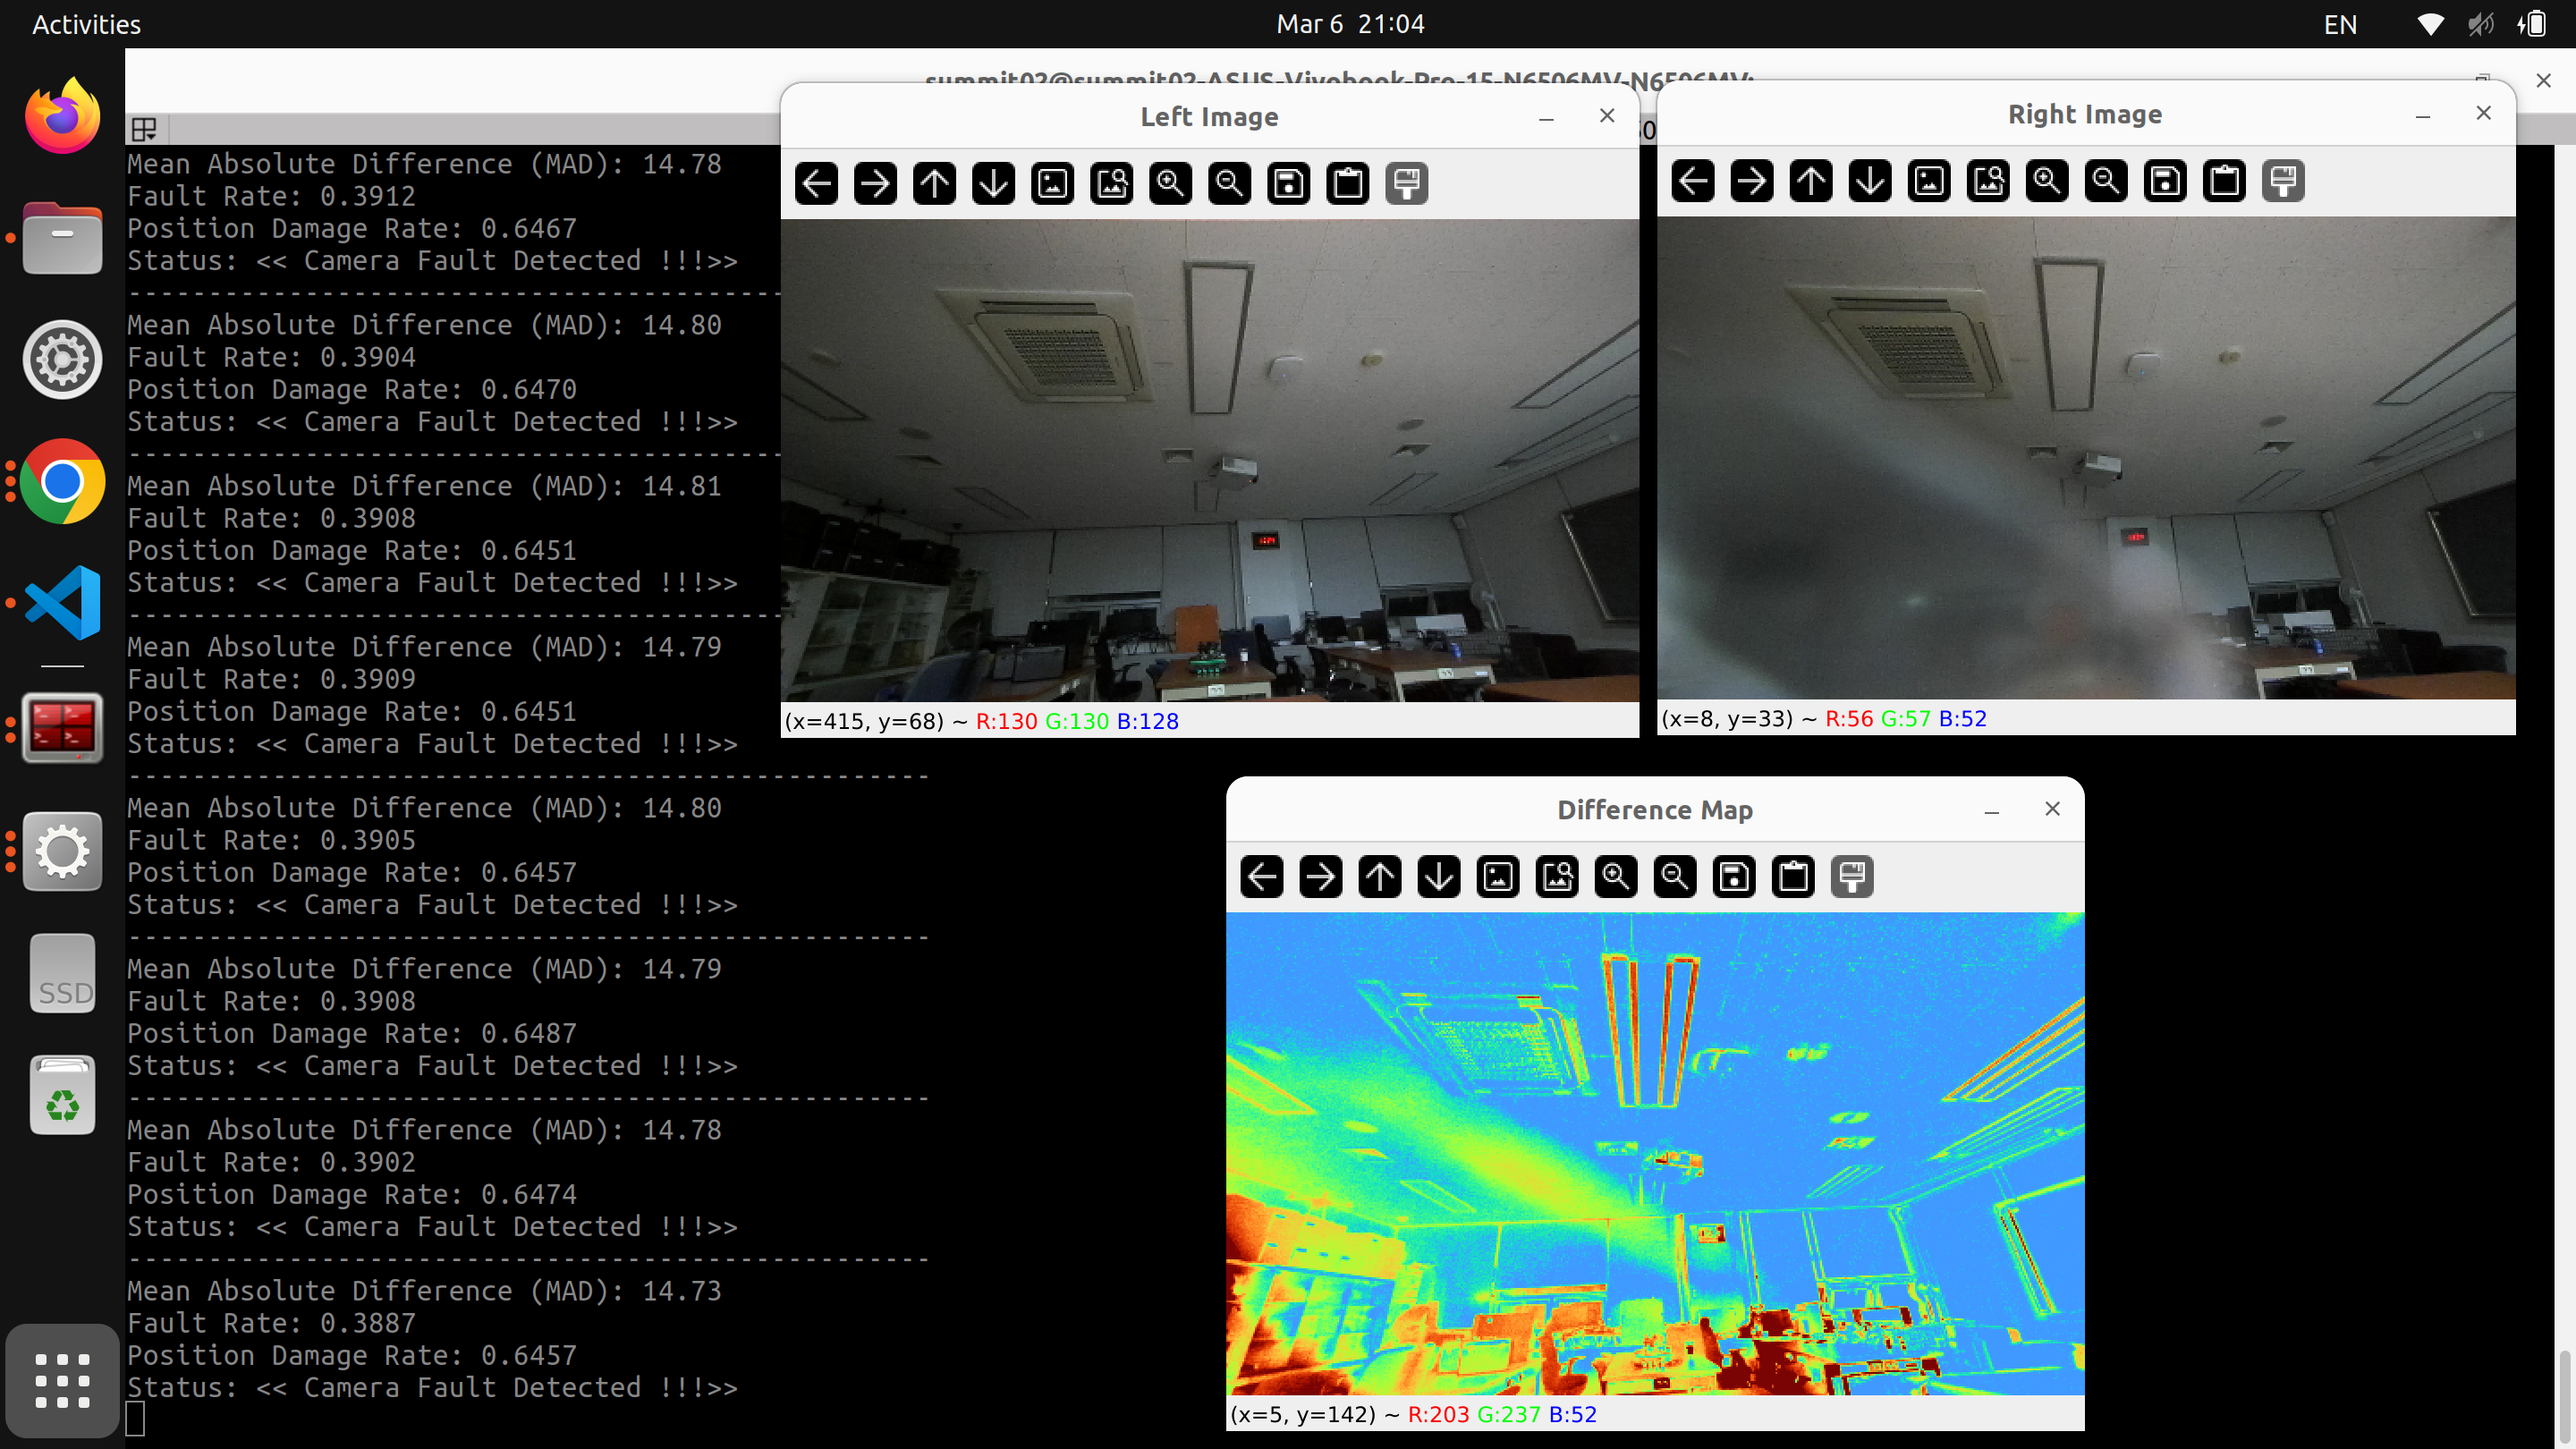 Activities
Mar 6 21:04
EN
summit02@summit02-ASUS-Vivobook-Pro-15-N6506MV-N6506MV:
Mean Absolute Difference (MAD): 14.78
Fault Rate: 0.3912
Position Damage Rate: 0.6467
Status: << Camera Fault Detected !!!>>
------------------------------------------
Mean Absolute Difference (MAD): 14.80
Fault Rate: 0.3904
Position Damage Rate: 0.6470
Status: << Camera Fault Detected !!!>>
------------------------------------------
Mean Absolute Difference (MAD): 14.81
Fault Rate: 0.3908
Position Damage Rate: 0.6451
Status: << Camera Fault Detected !!!>>
------------------------------------------
Mean Absolute Difference (MAD): 14.79
Fault Rate: 0.3909
Position Damage Rate: 0.6451
Status: << Camera Fault Detected !!!>>
--------------------------------------------------
Mean Absolute Difference (MAD): 14.80
Fault Rate: 0.3905
Position Damage Rate: 0.6457
Status: << Camera Fault Detected !!!>>
--------------------------------------------------
Mean Absolute Difference (MAD): 14.79
Fault Rate: 0.3908
Position Damage Rate: 0.6487
Status: << Camera Fault Detected !!!>>
--------------------------------------------------
Mean Absolute Difference (MAD): 14.78
Fault Rate: 0.3902
Position Damage Rate: 0.6474
Status: << Camera Fault Detected !!!>>
--------------------------------------------------
Mean Absolute Difference (MAD): 14.73
Fault Rate: 0.3887
Position Damage Rate: 0.6457
Status: << Camera Fault Detected !!!>>
Left Image
(x=415, y=68) ~ R:130 G:130 B:128
Right Image
(x=8, y=33) ~ R:56 G:57 B:52
Difference Map
(x=5, y=142) ~ R:203 G:237 B:52
SSD